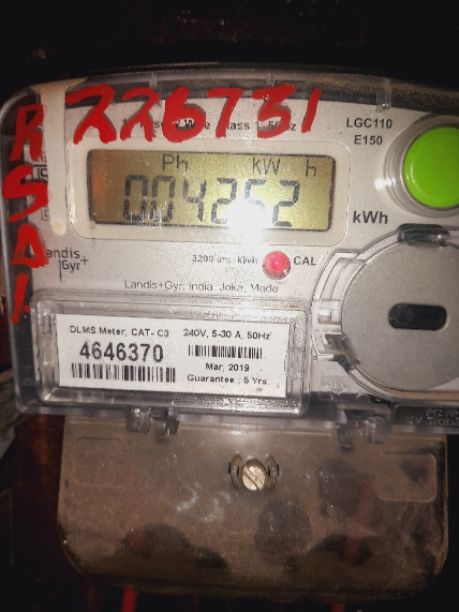 RSD1
226731
LGC110
E150
Ph kW h
004252
kWh
Landis+
Gyr
3200 imp/kWh
CAL
Landis+Gyr, India, Joka, Made
DLMS Meter, CAT- C3
240V, 5-30 A, 50Hz
4646370
Mar, 2019
Guarantee : 5 Yrs.